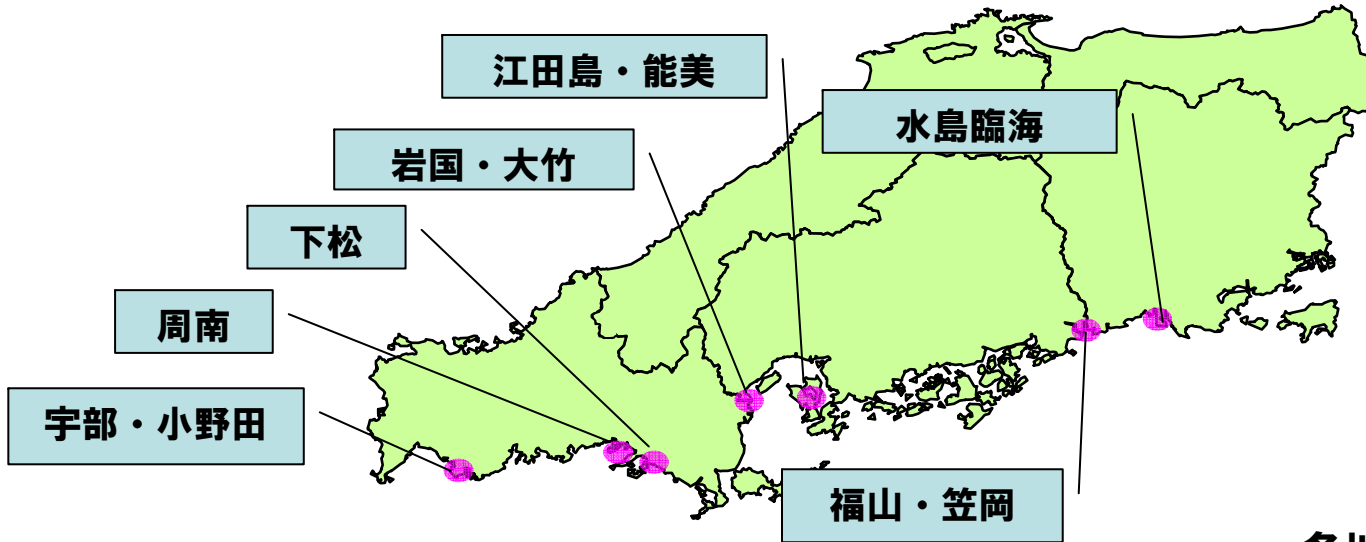 江田島・能美
水島臨海
岩国・大竹
下松
周南
宇部・小野田
福山・笠岡